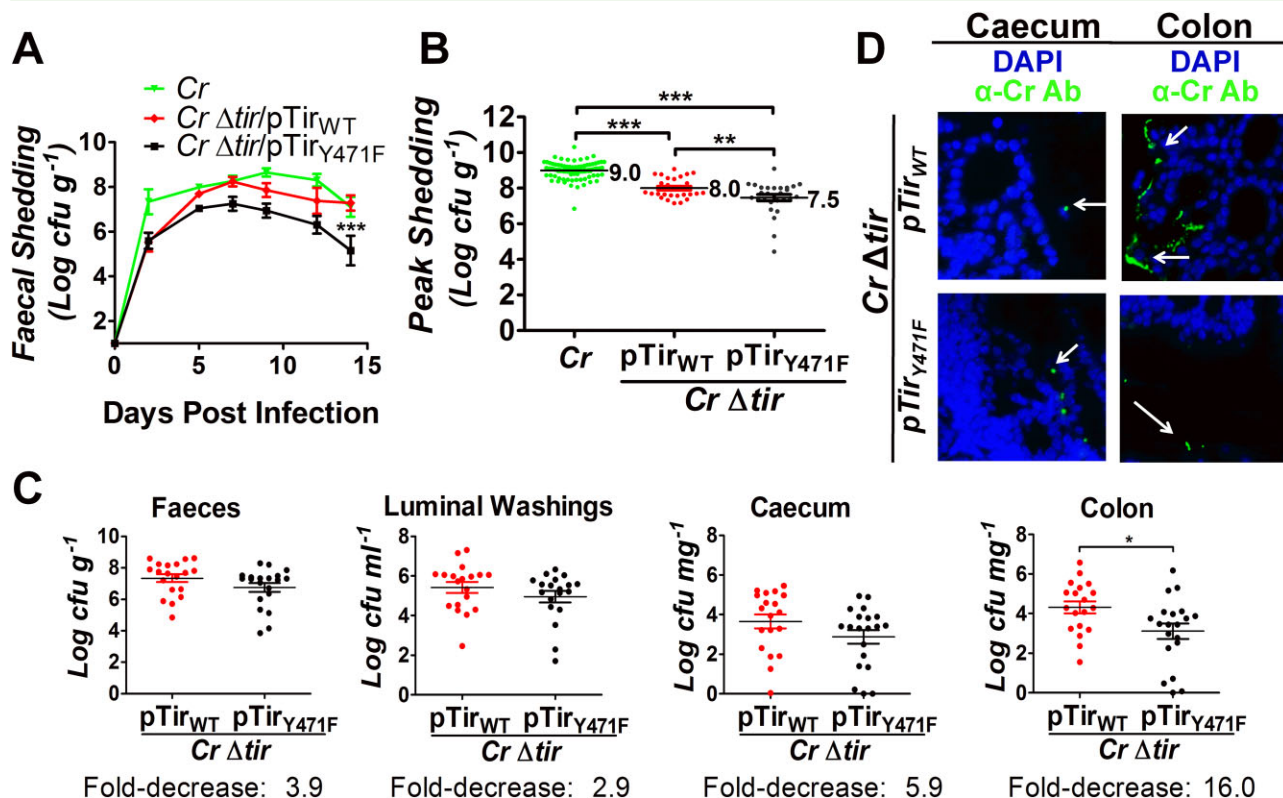 A
Cr
Cr Δtir/pTirWT
Cr Δtir/pTirY471F
Faecal Shedding
(Log cfu g-1)
10
8
6
4
2
***
0
5
10
15
Days Post Infection
B
Peak Shedding
(Log cfu g-1)
12
10
8
6
4
2
0
***
***
**
9.0
8.0
7.5
Cr
pTirWT
pTirY471F
Cr Δtir
D
Caecum
Colon
DAPI
DAPI
α-Cr Ab
α-Cr Ab
Cr Δtir
pTirWT
pTirY471F
C
Faeces
Log cfu g-1
10
8
6
4
2
0
pTirWT
pTirY471F
Cr Δtir
Fold-decrease: 3.9
Luminal Washings
Log cfu ml-1
8
6
4
2
0
pTirWT
pTirY471F
Cr Δtir
Fold-decrease: 2.9
Caecum
Log cfu mg-1
8
6
4
2
0
pTirWT
pTirY471F
Cr Δtir
Fold-decrease: 5.9
Colon
Log cfu mg-1
8
6
4
2
0
*
pTirWT
pTirY471F
Cr Δtir
Fold-decrease: 16.0